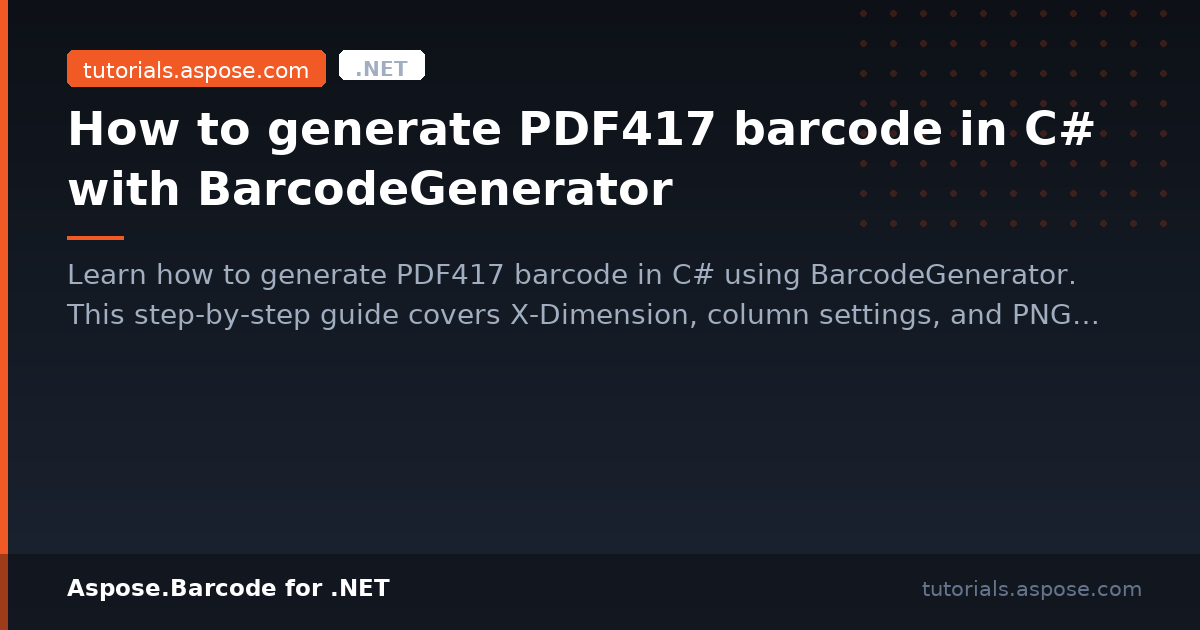 tutorials.aspose.com .NET
How to generate PDF417 barcode in C#
with BarcodeGenerator
Learn how to generate PDF417 barcode in C# using BarcodeGenerator.
This step-by-step guide covers X-Dimension, column settings, and PNG...
Aspose.Barcode for .NET tutorials.aspose.com